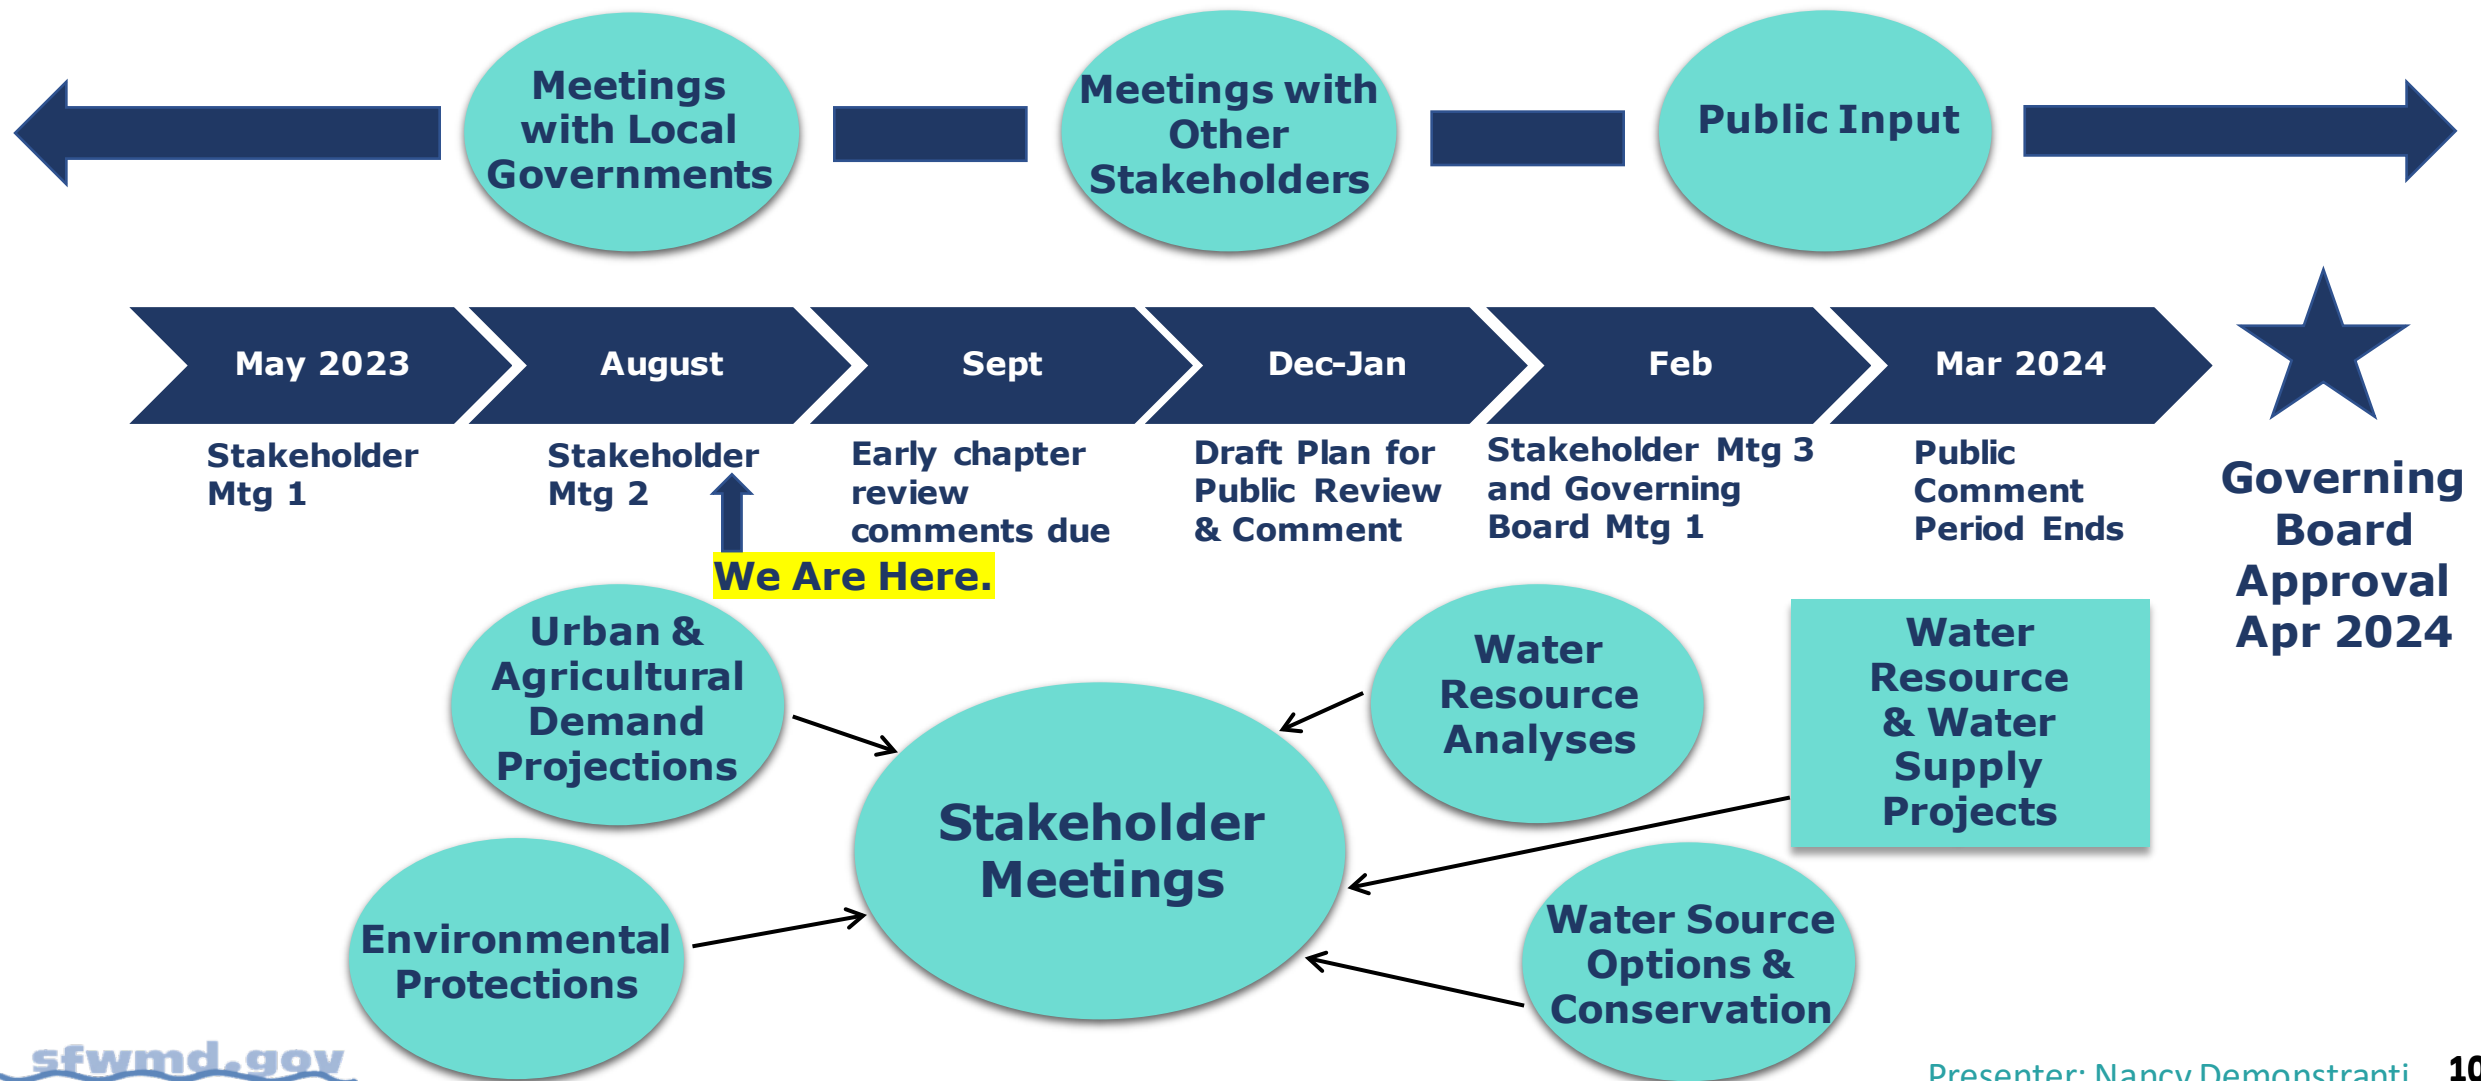 Meetings
with Local
Governments
Meetings with
Other
Stakeholders
Public Input
May 2023
August
Sept
Dec-Jan
Feb
Mar 2024
Stakeholder
Mtg 1
Stakeholder
Mtg 2
Early chapter
review
comments due
Draft Plan for
Public Review
& Comment
Stakeholder Mtg 3
and Governing
Board Mtg 1
Public
Comment
Period Ends
Governing
Board
Approval
Apr 2024
We Are Here.
Urban &
Agricultural
Demand
Projections
Water
Resource
Analyses
Water
Resource
& Water
Supply
Projects
Stakeholder
Meetings
Environmental
Protections
Water Source
Options &
Conservation
sfwmd.gov
Presenter: Nancy Demonstranti
10